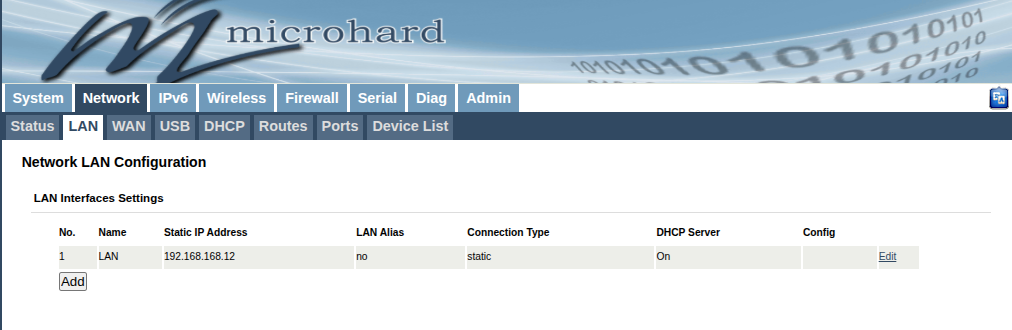 microhard
System Network IPv6 Wireless Firewall Serial Diag Admin
Status LAN WAN USB DHCP Routes Ports Device List
Network LAN Configuration
LAN Interfaces Settings
No. Name Static IP Address LAN Alias Connection Type DHCP Server Config
1 LAN 192.168.168.12 no static On Edit
Add